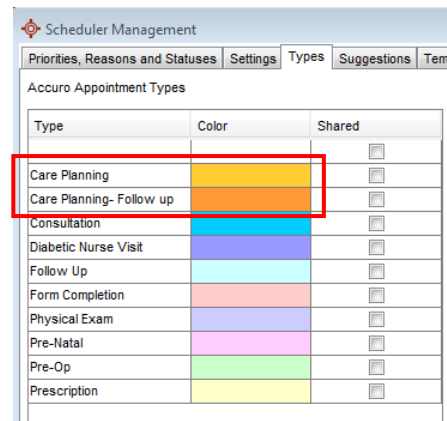 Scheduler Management
Priorities, Reasons and Statuses Settings Types Suggestions Tem
Accuro Appointment Types
Type Color Shared
Care Planning
Care Planning- Follow up
Consultation
Diabetic Nurse Visit
Follow Up
Form Completion
Physical Exam
Pre-Natal
Pre-Op
Prescription